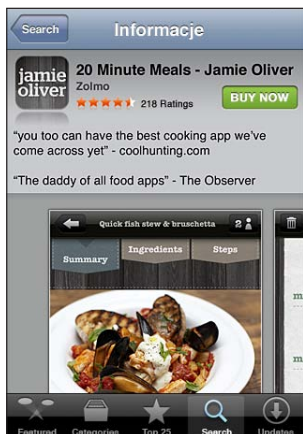 Search
Informacje
jamie
oliver
20 Minute Meals - Jamie Oliver
Zolmo
218 Ratings
BUY NOW
“you too can have the best cooking app we've
come across yet” - coolhunting.com
“The daddy of all food apps” - The Observer
Quick fish stew & bruschetta
2
Summary
Ingredients
Steps
m
m
Featured
Categories
Top 25
Search
Updates